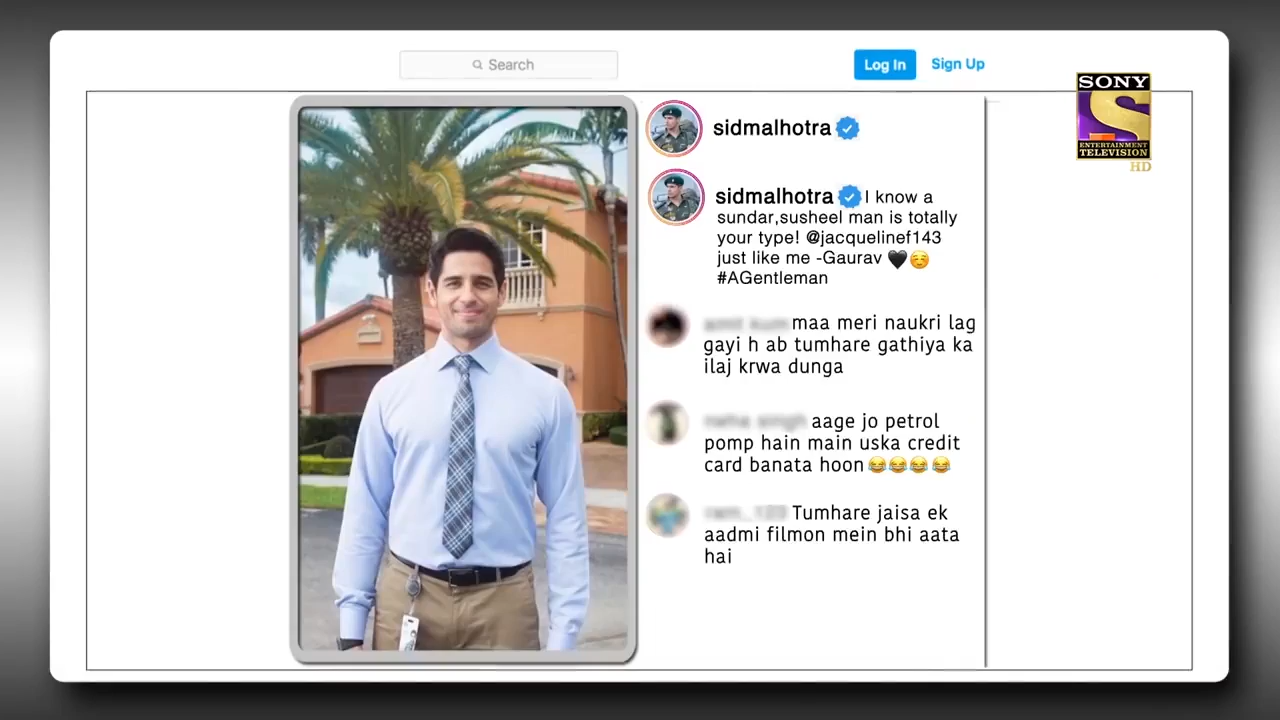 Search
Log In
Sign Up
SONY
ENTERTAINMENT
TELEVISION
HD
sidmalhotra
sidmalhotra I know a
sundar,susheel man is totally
your type! @jacquelinef143
just like me -Gaurav 🖤☺️
#AGentleman
maa meri naukri lag
gayi h ab tumhare gathiya ka
ilaj krwa dunga
aage jo petrol
pomp hain main uska credit
card banata hoon😂😂😂😂
Tumhare jaisa ek
aadmi filmon mein bhi aata
hai